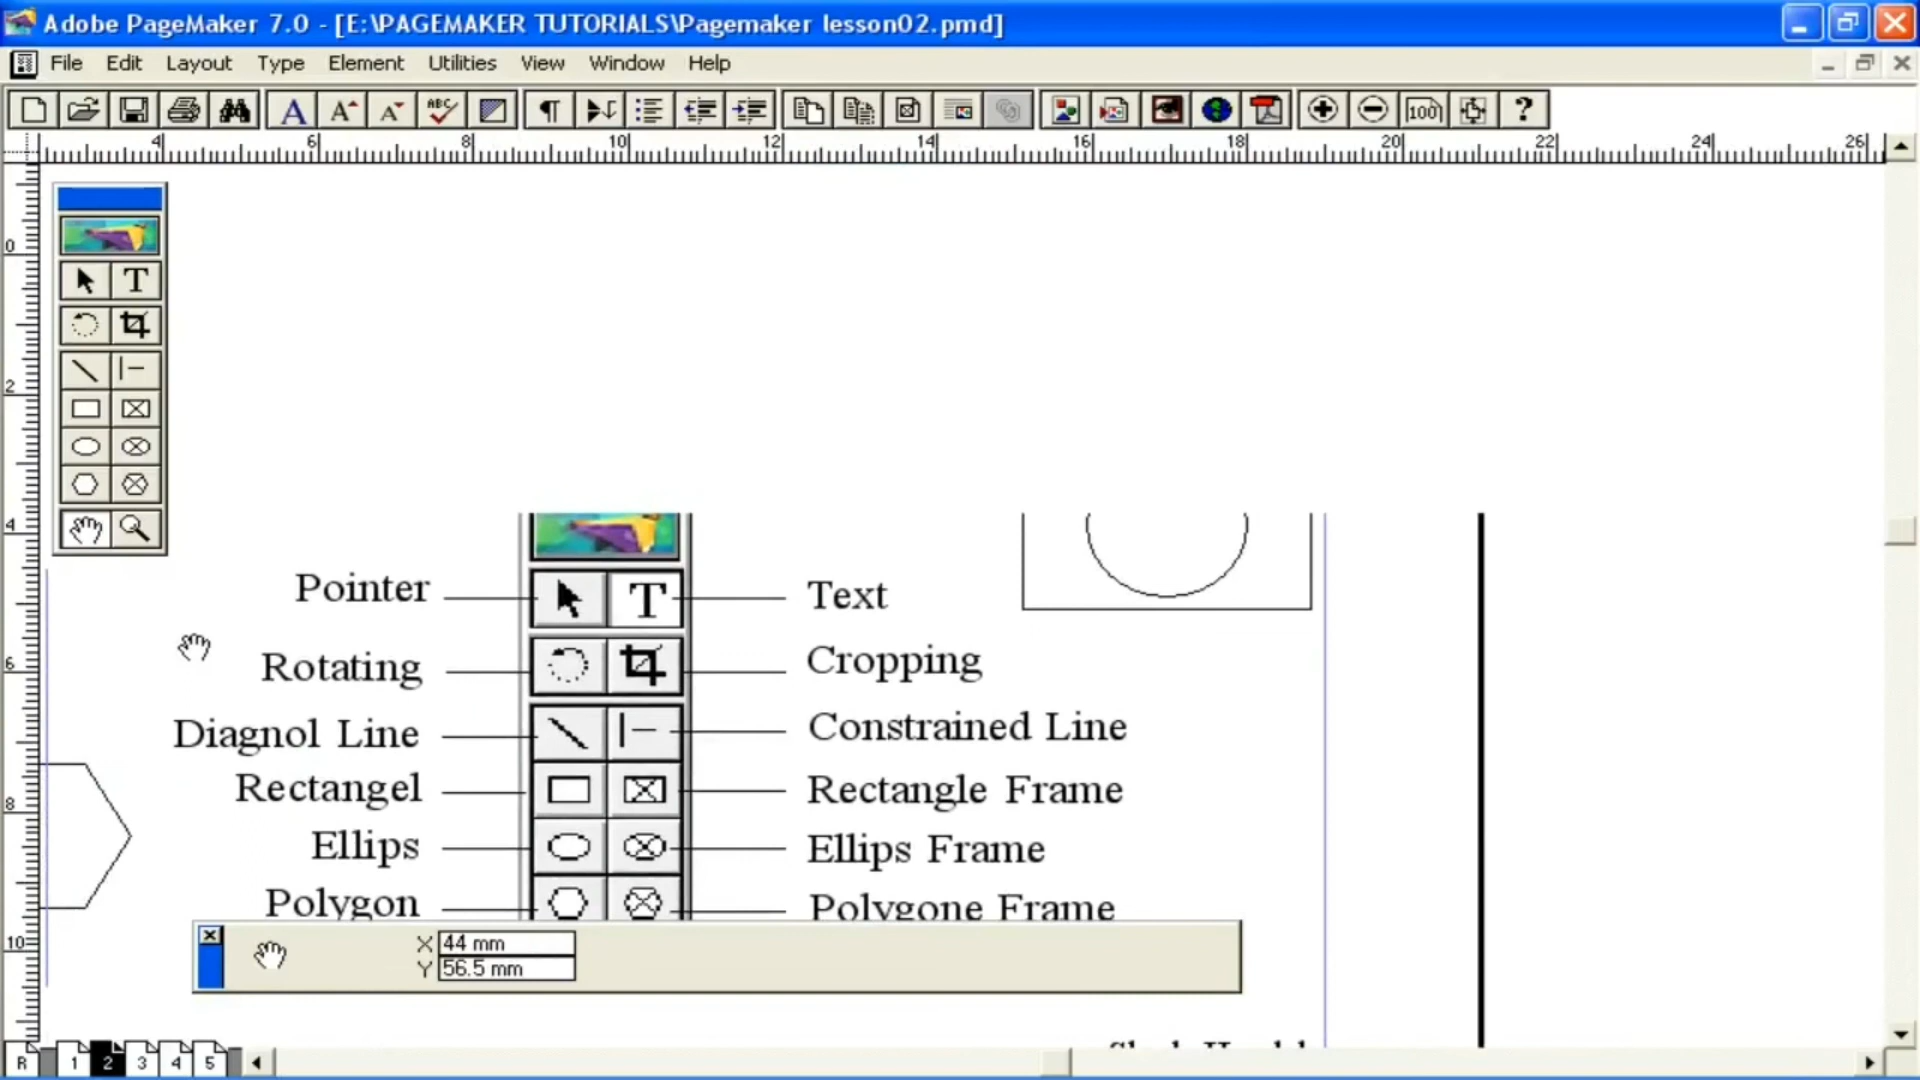 Adobe PageMaker 7.0 - [E:\PAGEMAKER TUTORIALS\Pagemaker lesson02.pmd]
File Edit Layout Type Element Utilities View Window Help
A A A ABC 100 ?
4 6 8 10 12 14 16 18 20 22 24 26
0
2
4
6
8
10
T
Pointer T Text
Rotating Cropping
Diagnol Line Constrained Line
Rectangel Rectangle Frame
Ellips Ellips Frame
Polygon Polygone Frame
X 44 mm
Y 56.5 mm
R 1 2 3 4 5